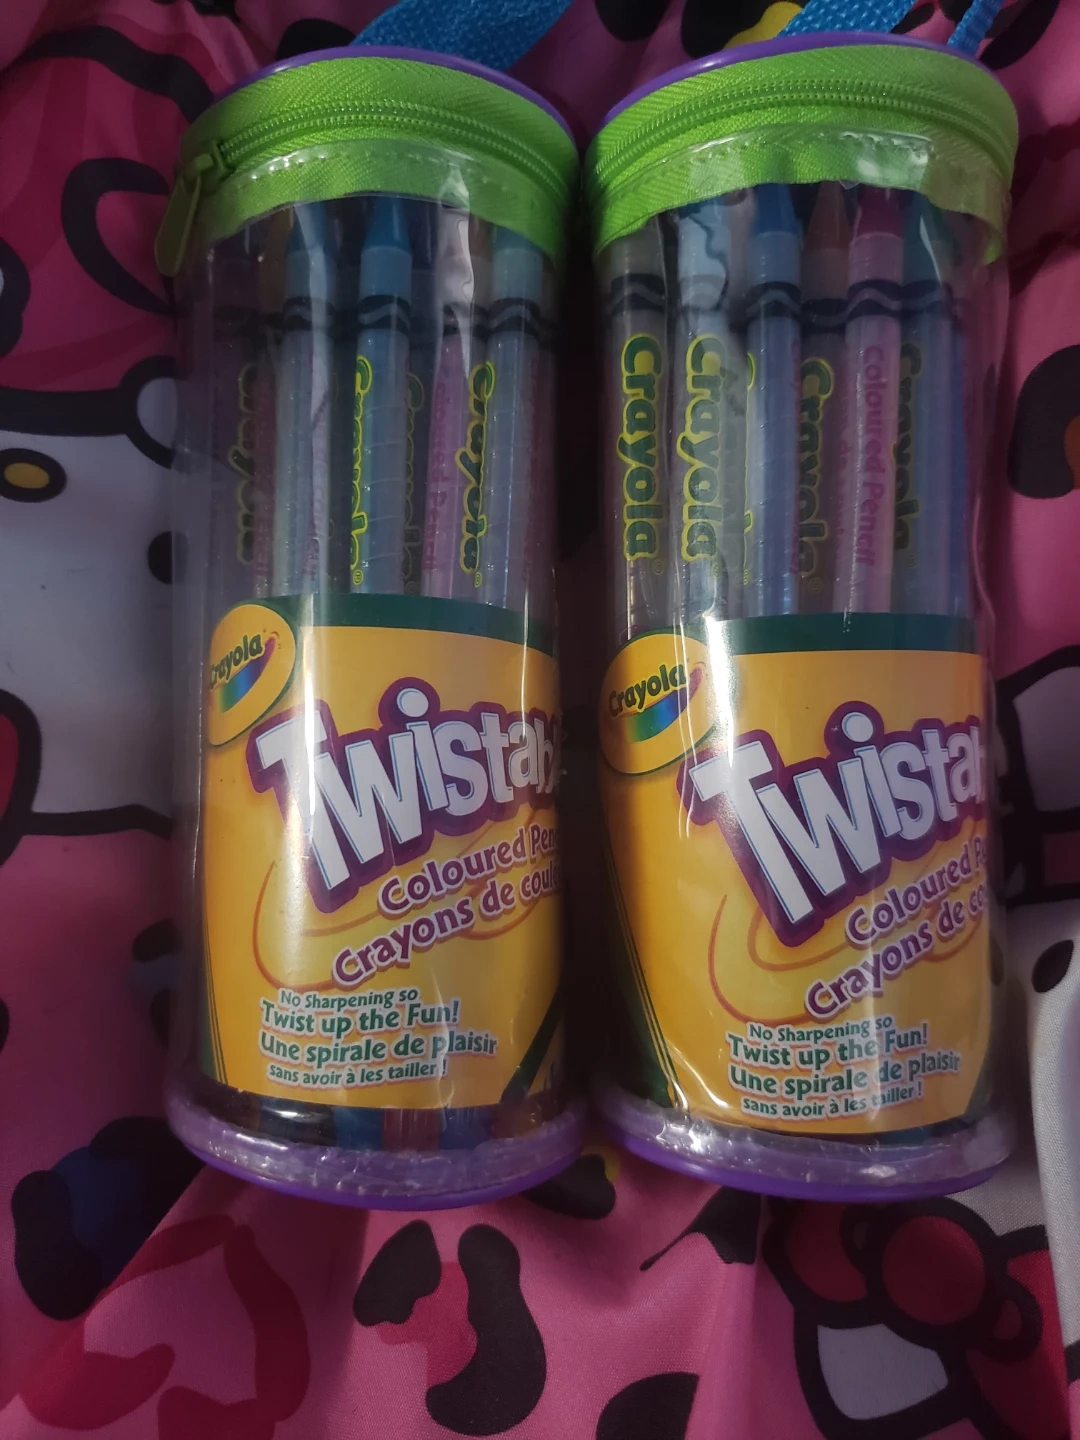 Crayola
Crayola
Crayola
Crayola
Coloured Pencil
Crayola
Crayola
Crayola
Crayola
Coloured Pencil
Crayola
Crayola
Twistab
Coloured Pen
Crayons de coul
No Sharpening so
Twist up the Fun!
Une spirale de plaisir
sans avoir à les tailler !
Crayola
Twista
Coloured P
Crayons de co
No Sharpening so
Twist up the Fun!
Une spirale de plaisir
sans avoir à les tailler !